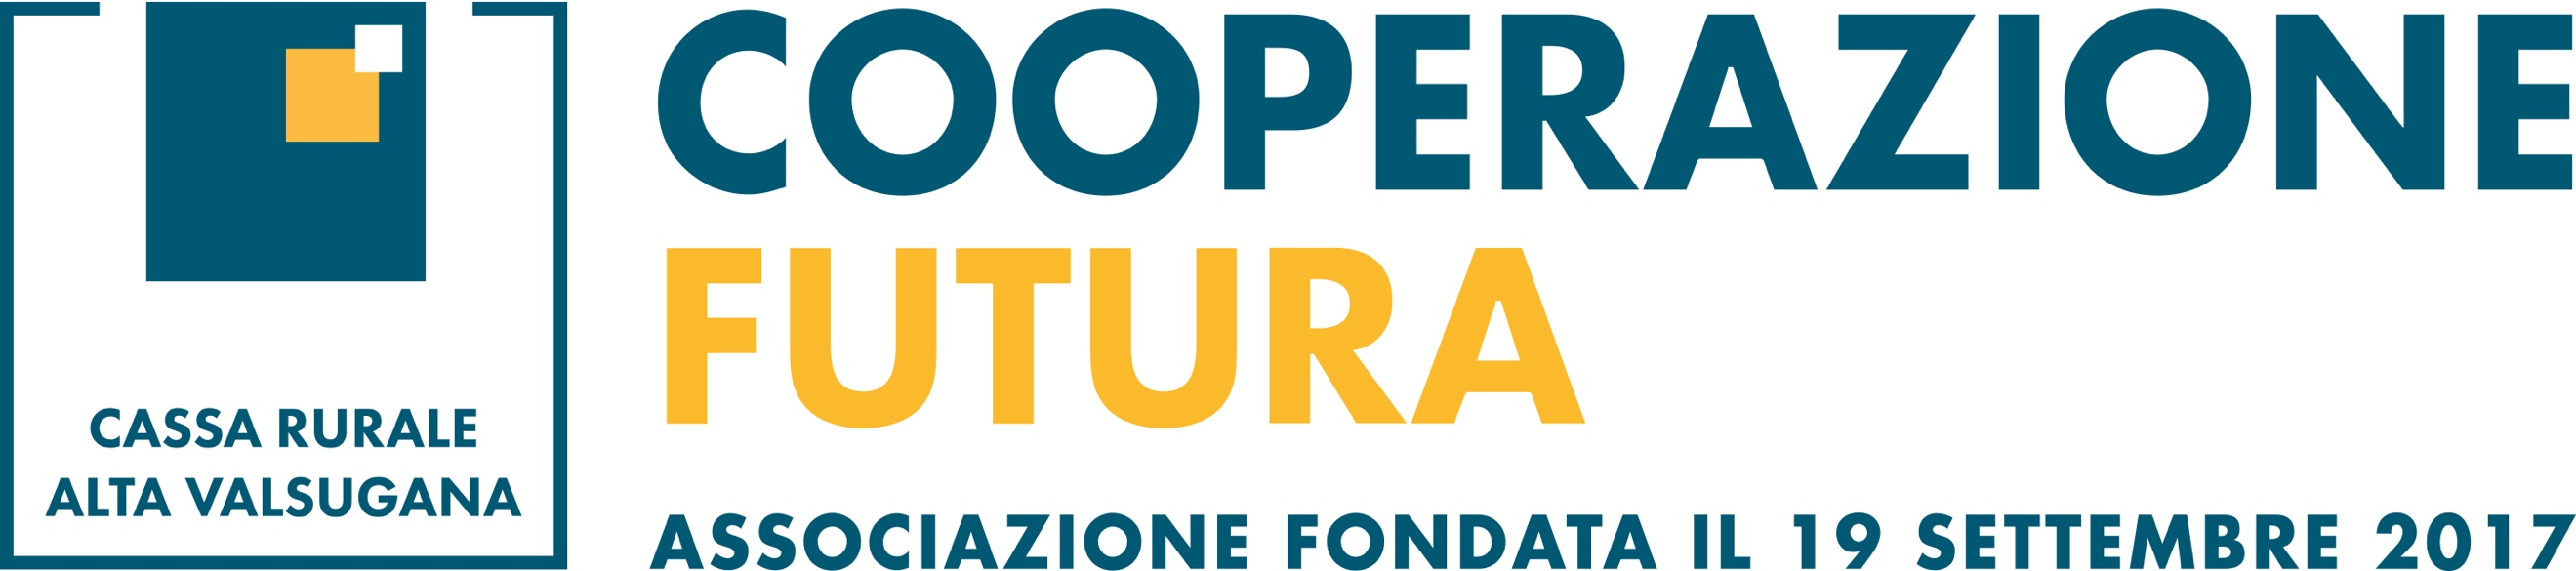 CASSA RURALE
ALTA VALSUGANA
COOPERAZIONE
FUTURA
ASSOCIAZIONE FONDATA IL 19 SETTEMBRE 2017